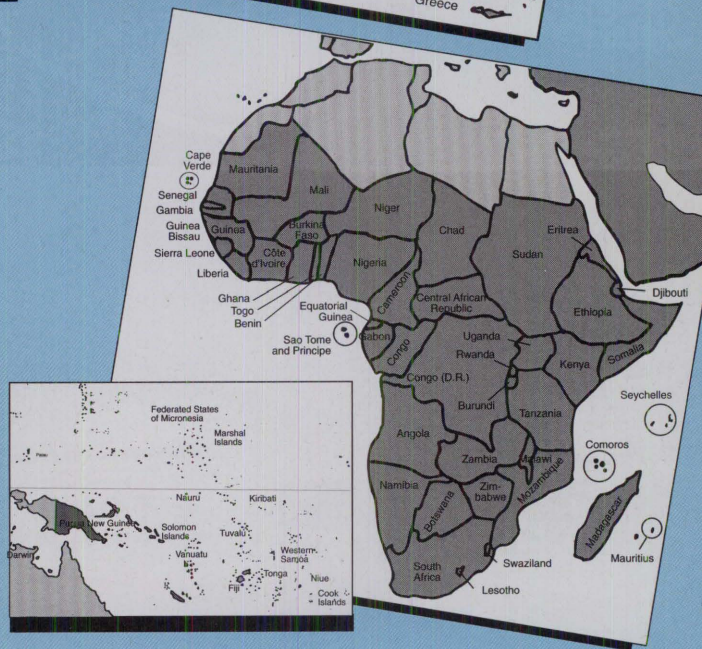 Greece
Cape
Verde
Mauritania
Mali
Niger
Chad
Sudan
Eritrea
Senegal
Gambia
Guinea
Bissau
Guinea
Burkina
Faso
Sierra Leone
Côte
d'Ivoire
Nigeria
Liberia
Cameroon
Central African
Republic
Ethiopia
Djibouti
Ghana
Togo
Benin
Equatorial
Guinea
Sao Tome
and Principe
Gabon
Congo
Uganda
Rwanda
Kenya
Somalia
Congo (D.R.)
Burundi
Tanzania
Seychelles
Angola
Comoros
Zambia
Malawi
Mozambique
Namibia
Botswana
Zim-
babwe
Madagascar
Mauritius
South
Africa
Swaziland
Lesotho
Federated States
of Micronesia
Marshal
Islands
Nauru
Kiribati
Papua New Guinea
Solomon
Islands
Tuvalu
Darwin
Vanuatu
Western
Samoa
Tonga
Fiji
Niue
Cook
Islands